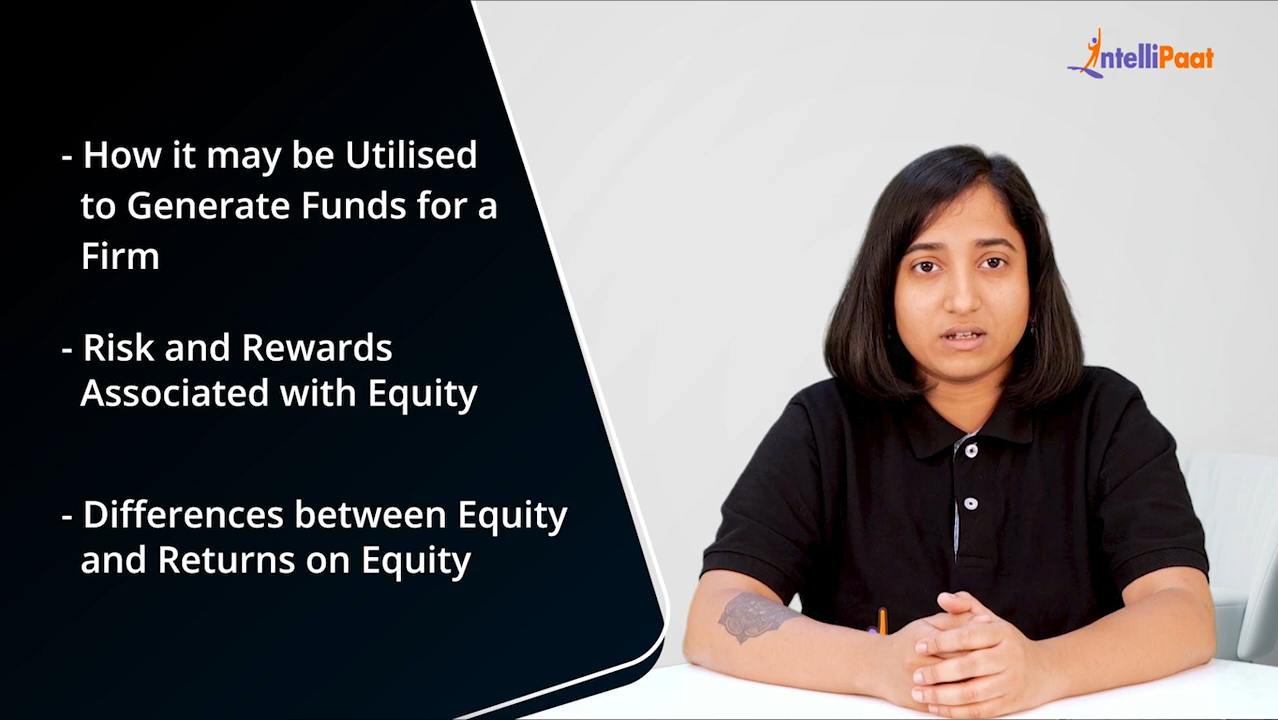 IntelliPaat
- How it may be Utilised
to Generate Funds for a
Firm
- Risk and Rewards
Associated with Equity
- Differences between Equity
and Returns on Equity